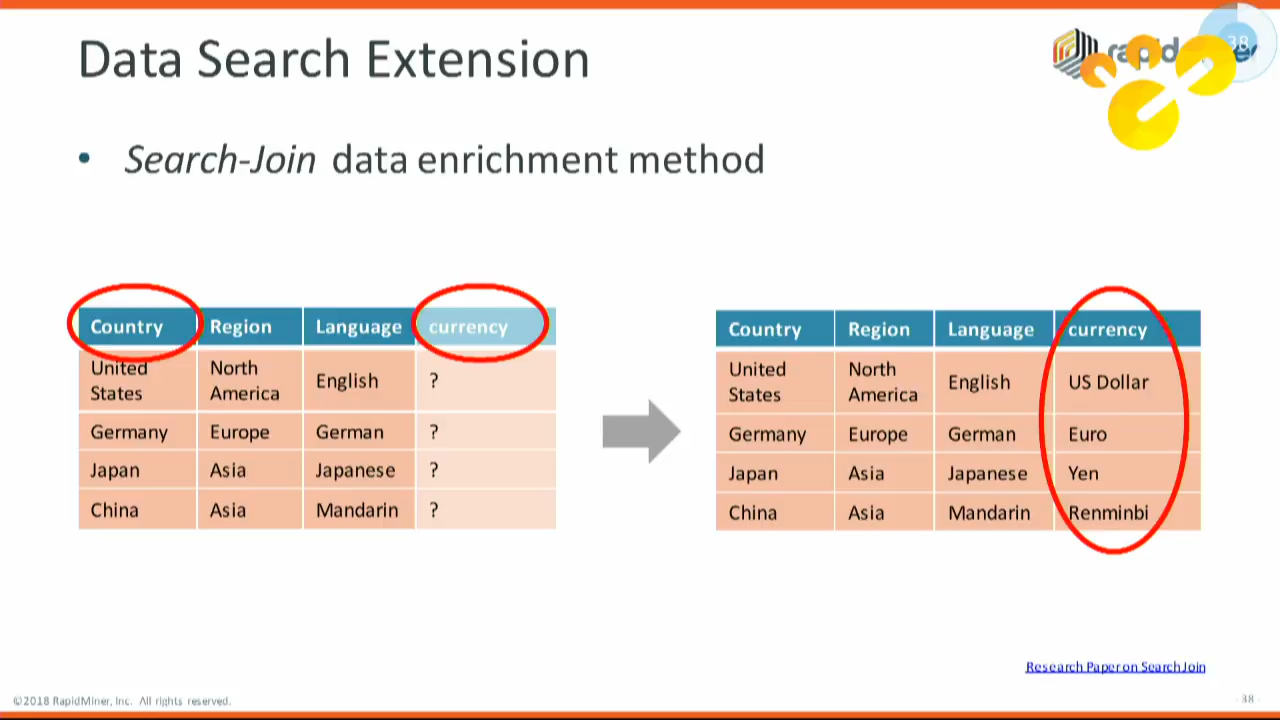 Data Search Extension
38
• Search-Join data enrichment method
Country Region Language currency
United States North America English ?
Germany Europe German ?
Japan Asia Japanese ?
China Asia Mandarin ?
Country Region Language currency
United States North America English US Dollar
Germany Europe German Euro
Japan Asia Japanese Yen
China Asia Mandarin Renminbi
Research Paper on Search Join
©2018 RapidMiner, Inc. All rights reserved.
- 38 -